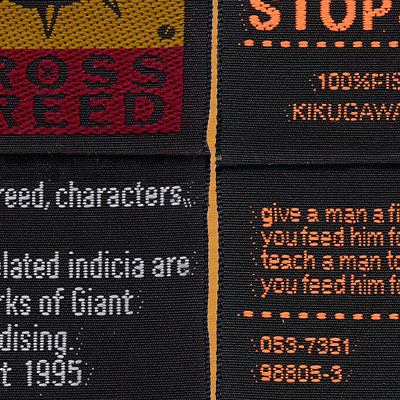 ROSS
REED
reed, characters,
elated indicia are
rks of Giant
dising.
t 1995
STOP
100%FIS
KIKUGAWA
give a man a fi
you feed him fo
teach a man to
you feed him fo
053-7351
98805-3